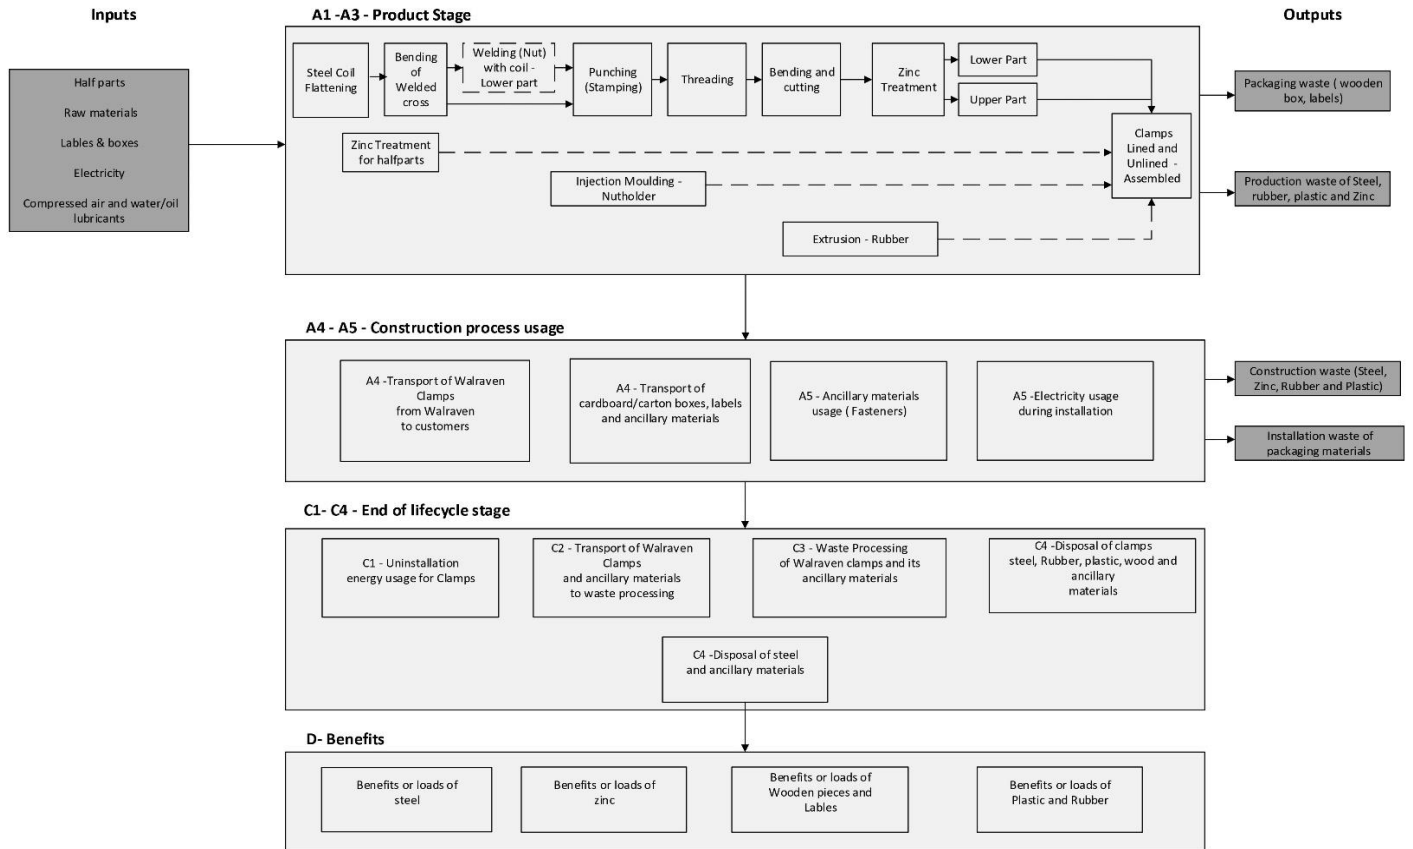 Inputs
A1 -A3 - Product Stage
Outputs
Half parts
Raw materials
Lables & boxes
Electricity
Compressed air and water/oil
lubricants
Steel Coil
Flattening
Bending
of
Welded
cross
Welding (Nut)
with coil -
Lower part
Punching
(Stamping)
Threading
Bending and
cutting
Zinc
Treatment
Lower Part
Upper Part
Clamps
Lined and
Unlined -
Assembled
Zinc Treatment
for halfparts
Injection Moulding -
Nutholder
Extrusion - Rubber
Packaging waste ( wooden
box, labels)
Production waste of Steel,
rubber, plastic and Zinc
A4 - A5 - Construction process usage
A4 -Transport of Walraven
Clamps
from Walraven
to customers
A4 - Transport of
cardboard/carton boxes, labels
and ancillary materials
A5 - Ancillary materials
usage ( Fasteners)
A5 -Electricity usage
during installation
Construction waste (Steel,
Zinc, Rubber and Plastic)
Installation waste of
packaging materials
C1- C4 - End of lifecycle stage
C1 - Uninstallation
energy usage for Clamps
C2 - Transport of Walraven
Clamps
and ancillary materials
to waste processing
C3 - Waste Processing
of Walraven clamps and its
ancillary materials
C4 -Disposal of clamps
steel, Rubber, plastic, wood and
ancillary
materials
C4 -Disposal of steel
and ancillary materials
D- Benefits
Benefits or loads of
steel
Benefits or loads of
zinc
Benefits or loads of
Wooden pieces and
Lables
Benefits or loads of
Plastic and Rubber